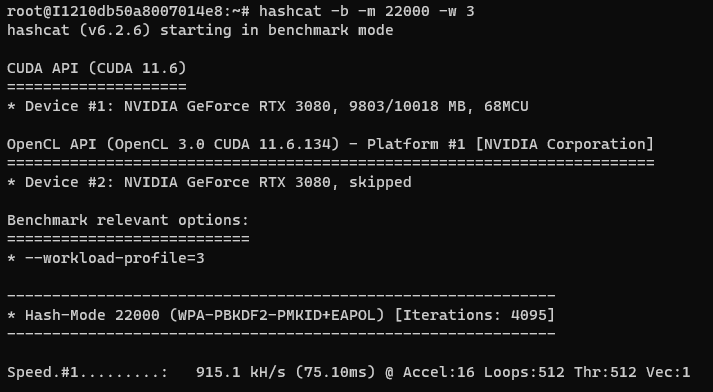 root@I1210db50a8007014e8:~# hashcat -b -m 22000 -w 3
hashcat (v6.2.6) starting in benchmark mode
CUDA API (CUDA 11.6)
====================
* Device #1: NVIDIA GeForce RTX 3080, 9803/10018 MB, 68MCU
OpenCL API (OpenCL 3.0 CUDA 11.6.134) - Platform #1 [NVIDIA Corporation]
========================================================================
* Device #2: NVIDIA GeForce RTX 3080, skipped
Benchmark relevant options:
===========================
* --workload-profile=3
-------------------------------------------------------------
* Hash-Mode 22000 (WPA-PBKDF2-PMKID+EAPOL) [Iterations: 4095]
-------------------------------------------------------------
Speed.#1.........:   915.1 kH/s (75.10ms) @ Accel:16 Loops:512 Thr:512 Vec:1